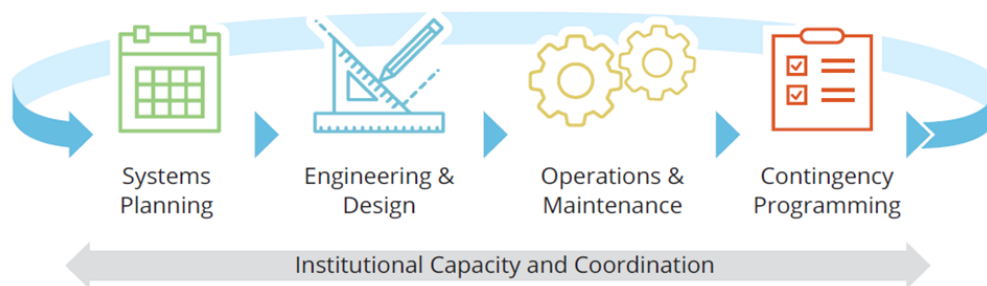 Systems
Planning
Engineering &
Design
Operations &
Maintenance
Contingency
Programming
Institutional Capacity and Coordination